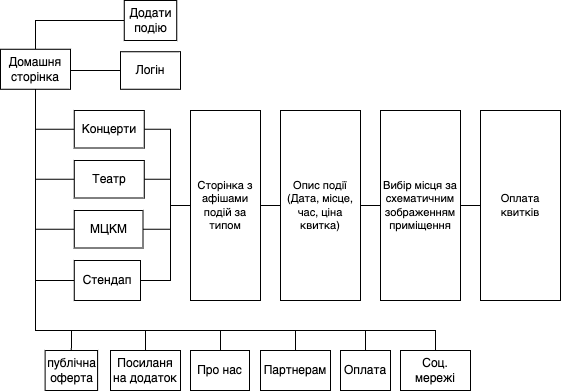 Додати
подію
Домашня
сторінка
Логін
Концерти
Театр
МЦКМ
Стендап
Сторінка з
афішами
подій за
типом
Опис події
(Дата, місце,
час, ціна
квитка)
Вибір місця за
схематичним
зображенням
приміщення
Оплата
квитків
публічна
оферта
Посиланя
на додаток
Про нас
Партнерам
Оплата
Соц.
мережі